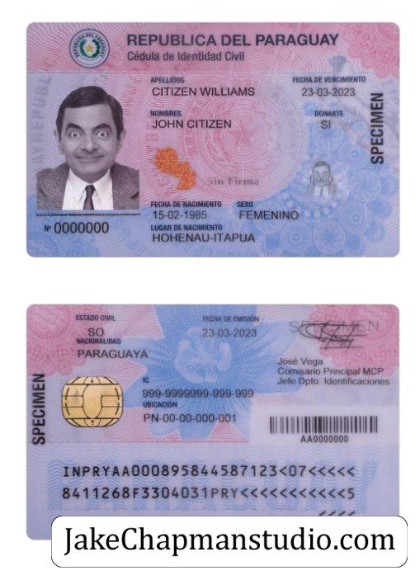 REPUBLICA DEL PARAGUAY
Cédula de Identidad Civil
APELLIDOS
CITIZEN WILLIAMS
FECHA DE VENCIMIENTO
23-03-2023
NOMBRES
JOHN CITIZEN
DONANTE
SI
SPECIMEN
Sin Firma
FECHA DE NACIMIENTO SEXO
15-02-1985 FEMENINO
Nº 0000000
LUGAR DE NACIMIENTO
HOHENAU-ITAPUA
ESTADO CIVIL
SO
FECHA DE EMISIÓN
23-03-2023
SPECIMEN
NACIONALIDAD
PARAGUAYA
José Vega
Comisario Principal MCP
Jefe Dpto. Identificaciones
IC
999-9999999-999-999
UBICACIÓN
PN-00-00-000-001
SPECIMEN
AA0000000
INPRYAA000895844587123<07<<<<<
8411268F3304031PRY<<<<<<<<<<<5
<<<<
JakeChapmanstudio.com